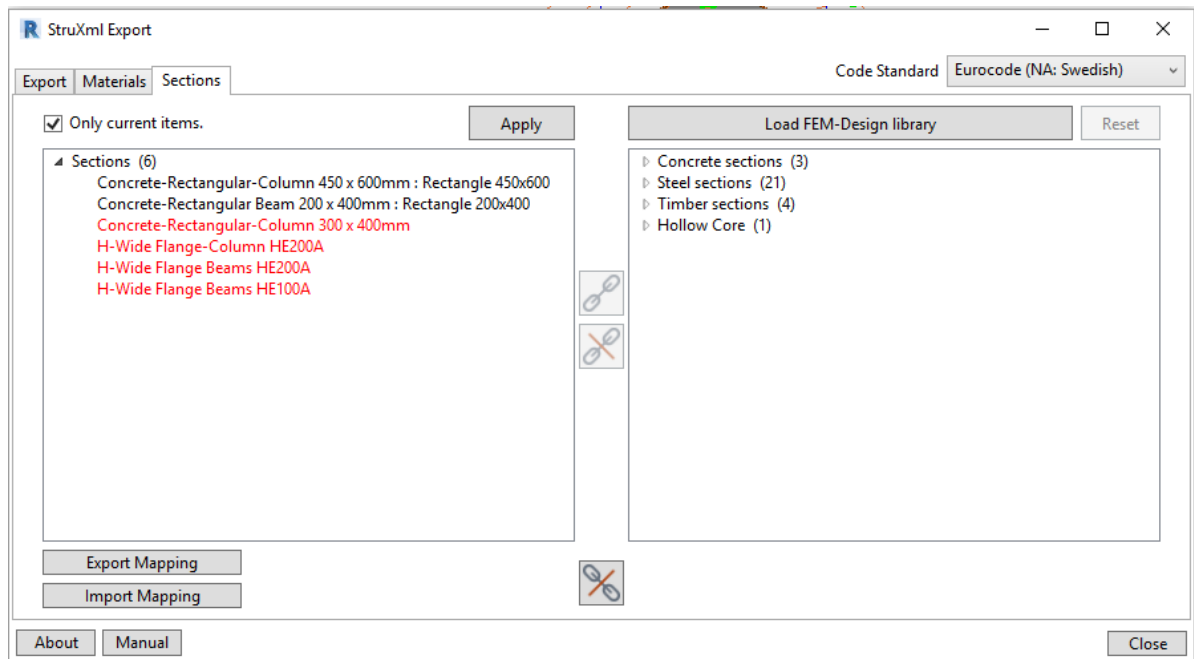 StruXml Export
Code Standard Eurocode (NA: Swedish)
Export Materials Sections
Only current items. Apply Load FEM-Design library Reset
Sections (6)
Concrete-Rectangular-Column 450 x 600mm : Rectangle 450x600
Concrete-Rectangular Beam 200 x 400mm : Rectangle 200x400
Concrete-Rectangular-Column 300 x 400mm
H-Wide Flange-Column HE200A
H-Wide Flange Beams HE200A
H-Wide Flange Beams HE100A
Concrete sections (3)
Steel sections (21)
Timber sections (4)
Hollow Core (1)
Export Mapping
Import Mapping
About Manual Close